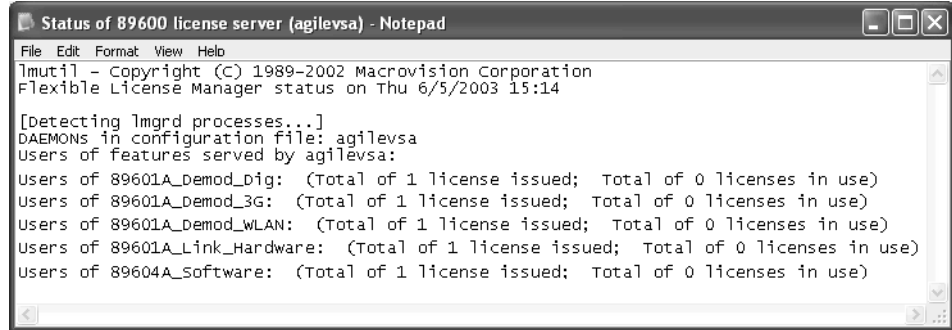 Status of 89600 license server (agilevsa) - Notepad
File Edit Format View Help
lmutil - Copyright (C) 1989-2002 Macrovision Corporation
Flexible License Manager status on Thu 6/5/2003 15:14
[Detecting lmgrd processes...]
DAEMONs in configuration file: agilevsa
Users of features served by agilevsa:
Users of 89601A_Demod_Dig: (Total of 1 license issued; Total of 0 licenses in use)
Users of 89601A_Demod_3G: (Total of 1 license issued; Total of 0 licenses in use)
Users of 89601A_Demod_WLAN: (Total of 1 license issued; Total of 0 licenses in use)
Users of 89601A_Link_Hardware: (Total of 1 license issued; Total of 0 licenses in use)
Users of 89604A_Software: (Total of 1 license issued; Total of 0 licenses in use)